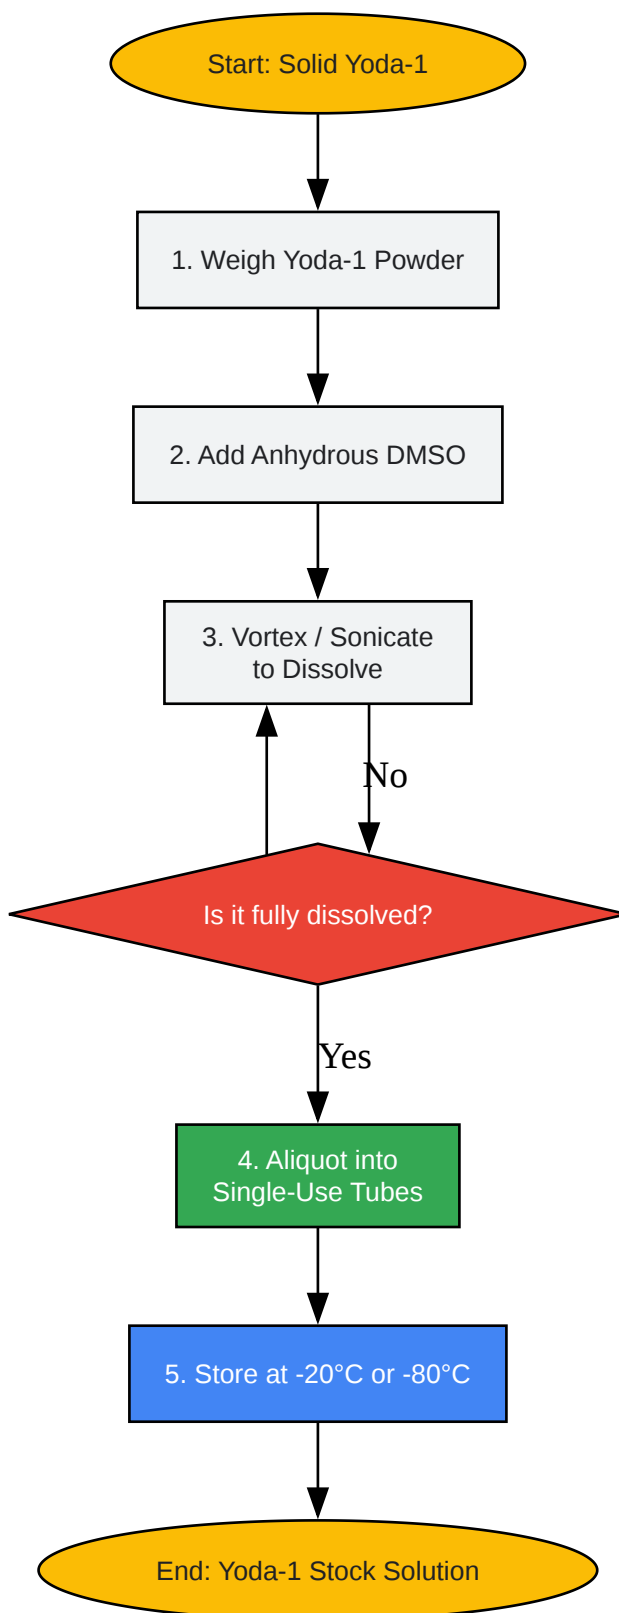 Start: Solid Yoda-1
1. Weigh Yoda-1 Powder
2. Add Anhydrous DMSO
3. Vortex / Sonicate
to Dissolve
No
Is it fully dissolved?
Yes
4. Aliquot into
Single-Use Tubes
5. Store at -20°C or -80°C
End: Yoda-1 Stock Solution